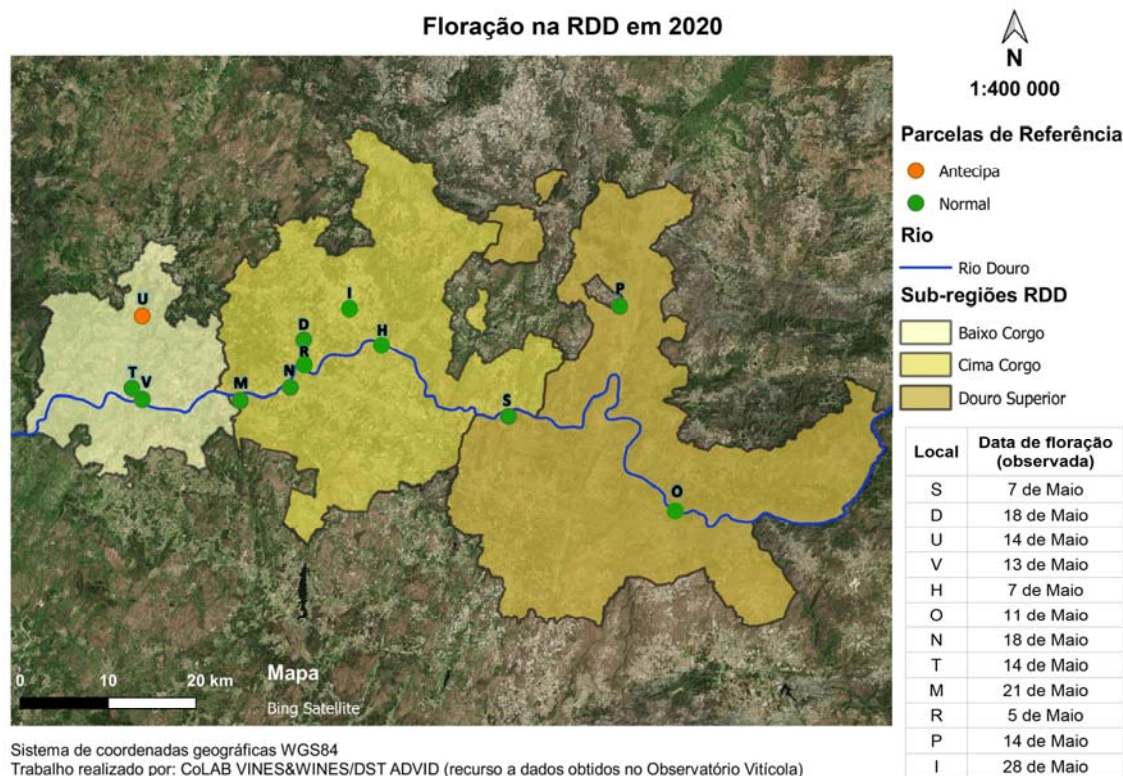 Floração na RDD em 2020
N
1:400 000
Parcelas de Referência
Antecipa
Normal
Rio
Rio Douro
Sub-regiões RDD
Baixo Corgo
Cima Corgo
Douro Superior
U
T
V
M
N
D
R
I
H
S
P
O
0 10 20 km
Mapa
Bing Satellite
Local Data de floração
(observada)
S 7 de Maio
D 18 de Maio
U 14 de Maio
V 13 de Maio
H 7 de Maio
O 11 de Maio
N 18 de Maio
T 14 de Maio
M 21 de Maio
R 5 de Maio
P 14 de Maio
I 28 de Maio
Sistema de coordenadas geográficas WGS84
Trabalho realizado por: CoLAB VINES&WINES/DST ADVID (recurso a dados obtidos no Observatório Vitícola)